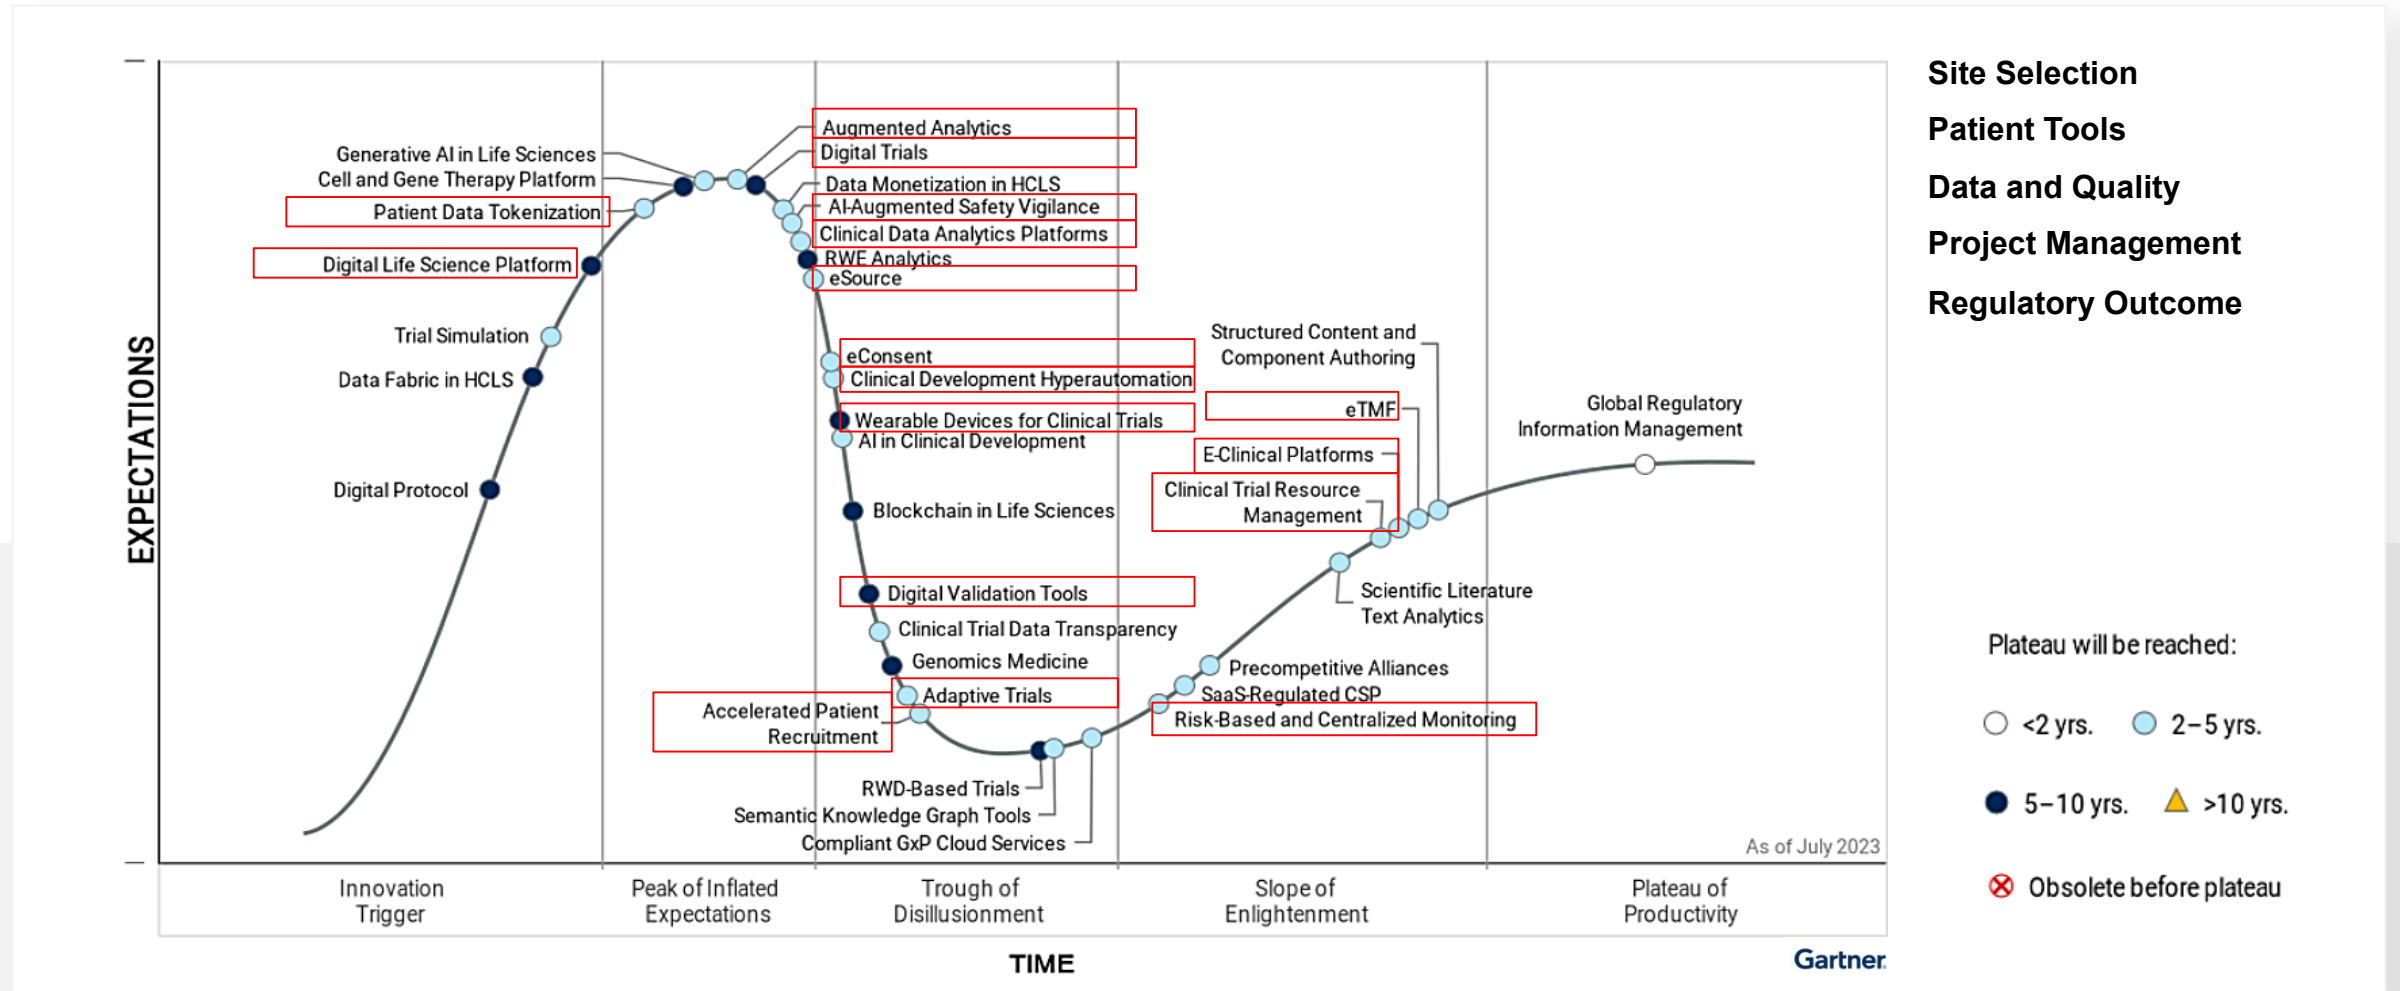 Site Selection
Patient Tools
Data and Quality
Project Management
Regulatory Outcome
EXPECTATIONS
Augmented Analytics
Digital Trials
Generative AI in Life Sciences
Cell and Gene Therapy Platform
Patient Data Tokenization
Digital Life Science Platform
Trial Simulation
Data Fabric in HCLS
Digital Protocol
Data Monetization in HCLS
AI-Augmented Safety Vigilance
Clinical Data Analytics Platforms
RWE Analytics
eSource
eConsent
Clinical Development Hyperautomation
Wearable Devices for Clinical Trials
AI in Clinical Development
Blockchain in Life Sciences
Digital Validation Tools
Clinical Trial Data Transparency
Genomics Medicine
Adaptive Trials
Accelerated Patient
Recruitment
RWD-Based Trials
Semantic Knowledge Graph Tools
Compliant GxP Cloud Services
Structured Content and
Component Authoring
eTMF
E-Clinical Platforms
Clinical Trial Resource
Management
Scientific Literature
Text Analytics
Precompetitive Alliances
SaaS-Regulated CSP
Risk-Based and Centralized Monitoring
Global Regulatory
Information Management
As of July 2023
Innovation
Trigger
Peak of Inflated
Expectations
Trough of
Disillusionment
Slope of
Enlightenment
Plateau of
Productivity
TIME
Gartner
Plateau will be reached:
<2 yrs.
2–5 yrs.
5–10 yrs.
>10 yrs.
Obsolete before plateau